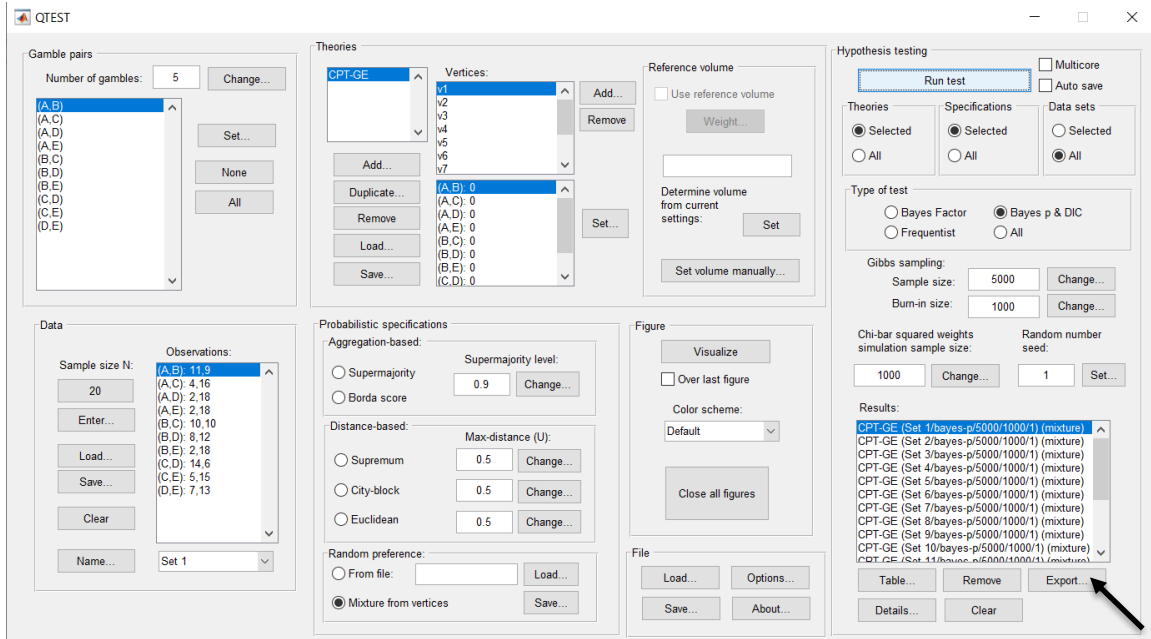 QTEST
Gamble pairs
Number of gambles:
5
Change...
(A,B)
(A,C)
(A,D)
(A,E)
(B,C)
(B,D)
(B,E)
(C,D)
(C,E)
(D,E)
Set...
None
All
Theories
CPT-GE
Add...
Duplicate...
Remove
Load...
Save...
Vertices:
v1
v2
v3
v4
v5
v6
v7
Add...
Remove
(A,B): 0
(A,C): 0
(A,D): 0
(A,E): 0
(B,C): 0
(B,D): 0
(B,E): 0
(C,D): 0
Set...
Reference volume
Use reference volume
Weight...
Determine volume
from current
settings:
Set
Set volume manually...
Hypothesis testing
Run test
Multicore
Auto save
Theories
Selected
All
Specifications
Selected
All
Data sets
Selected
All
Type of test
Bayes Factor
Bayes p & DIC
Frequentist
All
Gibbs sampling:
Sample size:
5000
Change...
Burn-in size:
1000
Change...
Chi-bar squared weights
simulation sample size:
1000
Change...
Random number
seed:
1
Set...
Results:
CPT-GE (Set 1/bayes-p/5000/1000/1) (mixture)
CPT-GE (Set 2/bayes-p/5000/1000/1) (mixture)
CPT-GE (Set 3/bayes-p/5000/1000/1) (mixture)
CPT-GE (Set 4/bayes-p/5000/1000/1) (mixture)
CPT-GE (Set 5/bayes-p/5000/1000/1) (mixture)
CPT-GE (Set 6/bayes-p/5000/1000/1) (mixture)
CPT-GE (Set 7/bayes-p/5000/1000/1) (mixture)
CPT-GE (Set 8/bayes-p/5000/1000/1) (mixture)
CPT-GE (Set 9/bayes-p/5000/1000/1) (mixture)
CPT-GE (Set 10/bayes-p/5000/1000/1) (mixture)
CPT-GE (Set 11/bayes-p/5000/1000/1) (mixture)
Table...
Remove
Export...
Details...
Clear
Data
Sample size N:
20
Enter...
Load...
Save...
Clear
Name...
Observations:
(A,B): 11,9
(A,C): 4,16
(A,D): 2,18
(A,E): 2,18
(B,C): 10,10
(B,D): 8,12
(B,E): 2,18
(C,D): 14,6
(C,E): 5,15
(D,E): 7,13
Set 1
Probabilistic specifications
Aggregation-based:
Supermajority
Borda score
Supermajority level:
0.9
Change...
Distance-based:
Max-distance (U):
Supremum
0.5
Change...
City-block
0.5
Change...
Euclidean
0.5
Change...
Random preference:
From file:
Load...
Mixture from vertices
Save...
Figure
Visualize
Over last figure
Color scheme:
Default
Close all figures
File
Load...
Options...
Save...
About...